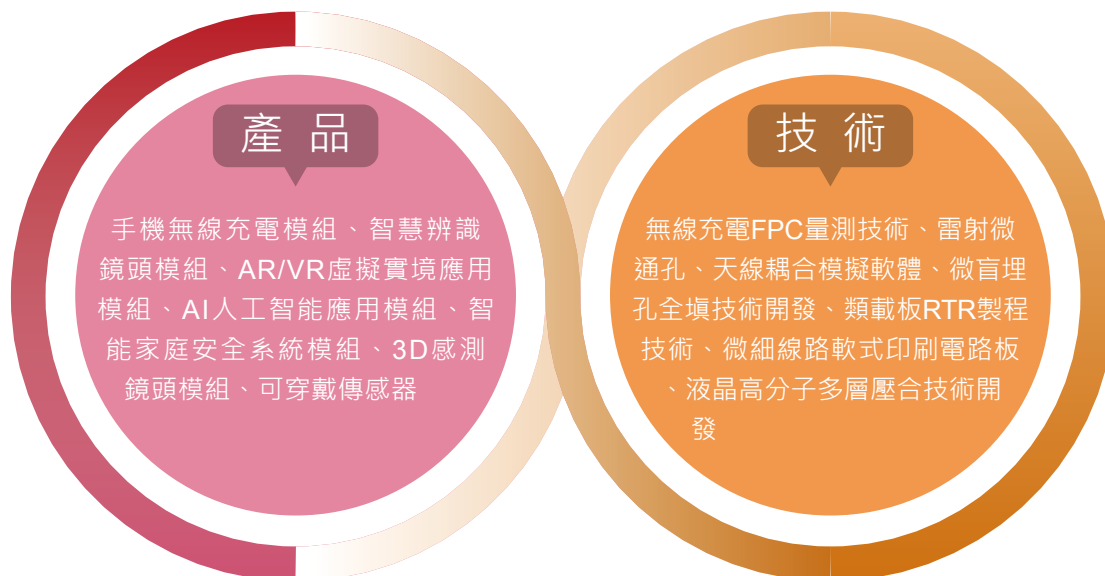 產品
手機無線充電模組、智慧辨識
鏡頭模組、AR/VR虛擬實境應用
模組、AI人工智能應用模組、智
能家庭安全系統模組、3D感測
鏡頭模組、可穿戴傳感器
技術
無線充電FPC量測技術、雷射微
通孔、天線耦合模擬軟體、微盲埋
孔全塡技術開發、類載板RTR製程
技術、微細線路軟式印刷電路板
、液晶高分子多層壓合技術開
發